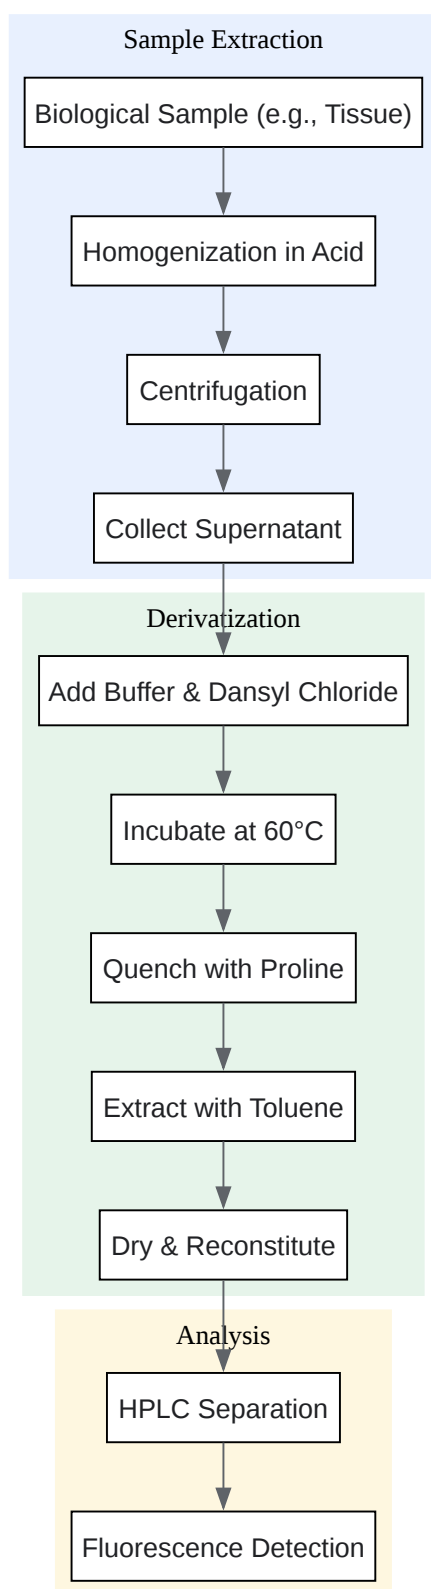 Sample Extraction
Biological Sample (e.g., Tissue)
Homogenization in Acid
Centrifugation
Collect Supernatant
Derivatization
Add Buffer & Dansyl Chloride
Incubate at 60°C
Quench with Proline
Extract with Toluene
Dry & Reconstitute
Analysis
HPLC Separation
Fluorescence Detection